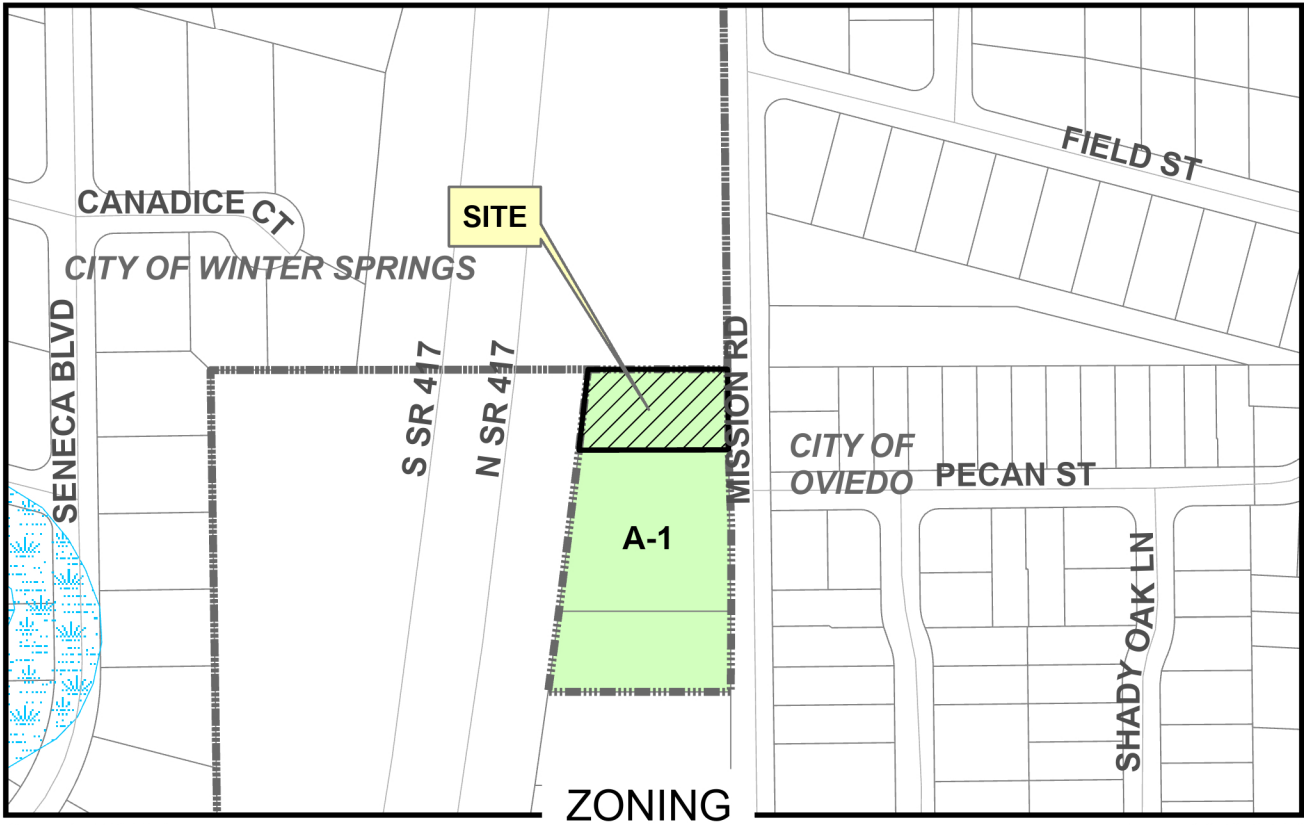 FIELD ST
CANADICE CT
SITE
CITY OF WINTER SPRINGS
SENECA BLVD
S SR 417
N SR 417
MISSION RD
CITY OF
OVIEDO
PECAN ST
A-1
SHADY OAK LN
ZONING